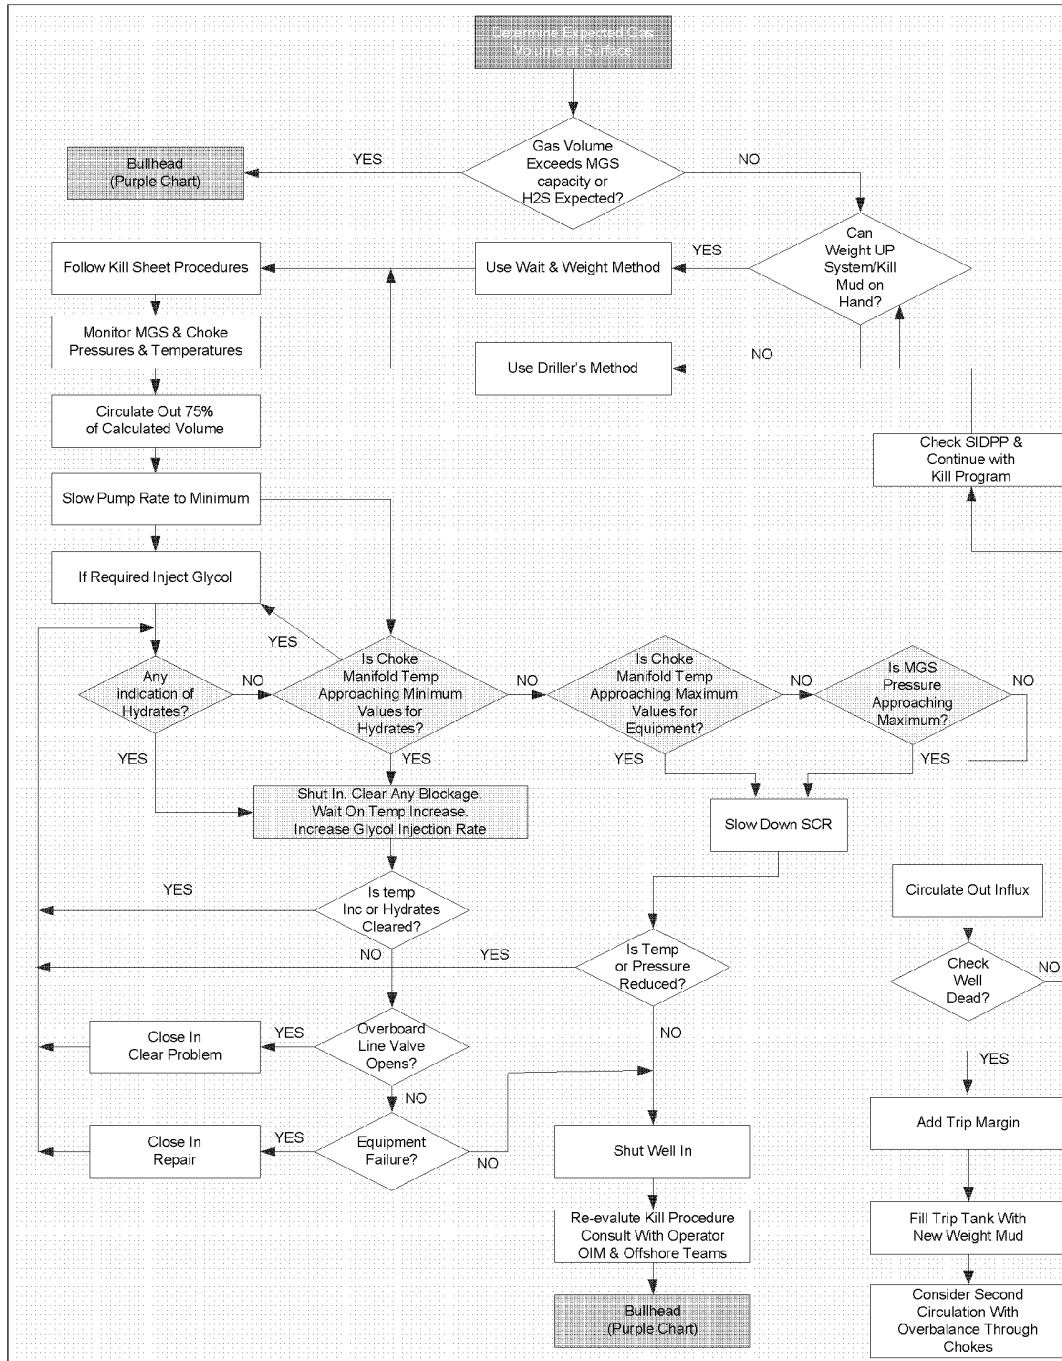 Determine Expected Gas
Volume at Surface
Gas Volume
Exceeds MGS
capacity or
H2S Expected?
YES
NO
Bullhead
(Purple Chart)
Can
Weight UP
System/Kill
Mud on
Hand?
YES
Use Wait & Weight Method
Follow Kill Sheet Procedures
Monitor MGS & Choke
Pressures & Temperatures
NO
Use Driller's Method
Circulate Out 75%
of Calculated Volume
Check SIDPP &
Continue with
Kill Program
Slow Pump Rate to Minimum
If Required Inject Glycol
YES
Any
indication of
Hydrates?
NO
Is Choke
Manifold Temp
Approaching Minimum
Values for
Hydrates?
NO
Is Choke
Manifold Temp
Approaching Maximum
Values for
Equipment?
NO
Is MGS
Pressure
Approaching
Maximum?
NO
YES
YES
YES
YES
Shut In. Clear Any Blockage.
Wait On Temp Increase.
Increase Glycol Injection Rate
Slow Down SCR
Is temp
Inc or Hydrates
Cleared?
YES
NO
Circulate Out Influx
Is Temp
or Pressure
Reduced?
YES
NO
Check
Well
Dead?
NO
YES
Overboard
Line Valve
Opens?
YES
NO
Close In
Clear Problem
Equipment
Failure?
YES
NO
Close In
Repair
Shut Well In
Add Trip Margin
Re-evalute Kill Procedure
Consult With Operator
OIM & Offshore Teams
Fill Trip Tank With
New Weight Mud
Bullhead
(Purple Chart)
Consider Second
Circulation With
Overbalance Through
Chokes